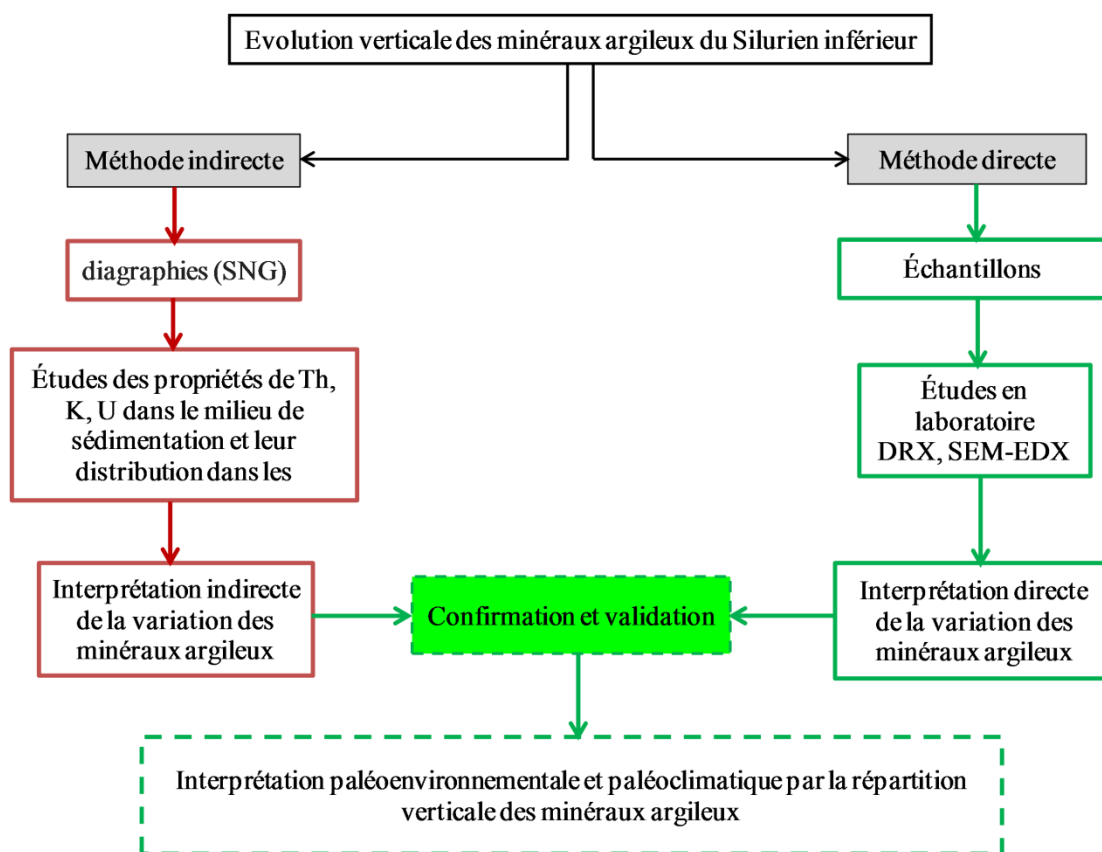 Evolution verticale des minéraux argileux du Silurien inférieur
Méthode indirecte
Méthode directe
diagraphies (SNG)
Échantillons
Études des propriétés de Th,
K, U dans le milieu de
sédimentation et leur
distribution dans les
Études en
laboratoire
DRX, SEM-EDX
Interprétation indirecte
de la variation des
minéraux argileux
Confirmation et validation
Interprétation directe
de la variation des
minéraux argileux
Interprétation paléoenvironnementale et paléoclimatique par la répartition
verticale des minéraux argileux